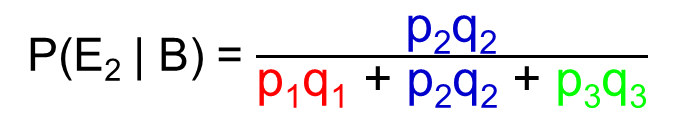 P(E₂ | B) = p₂q₂ / (p₁q₁ + p₂q₂ + p₃q₃)